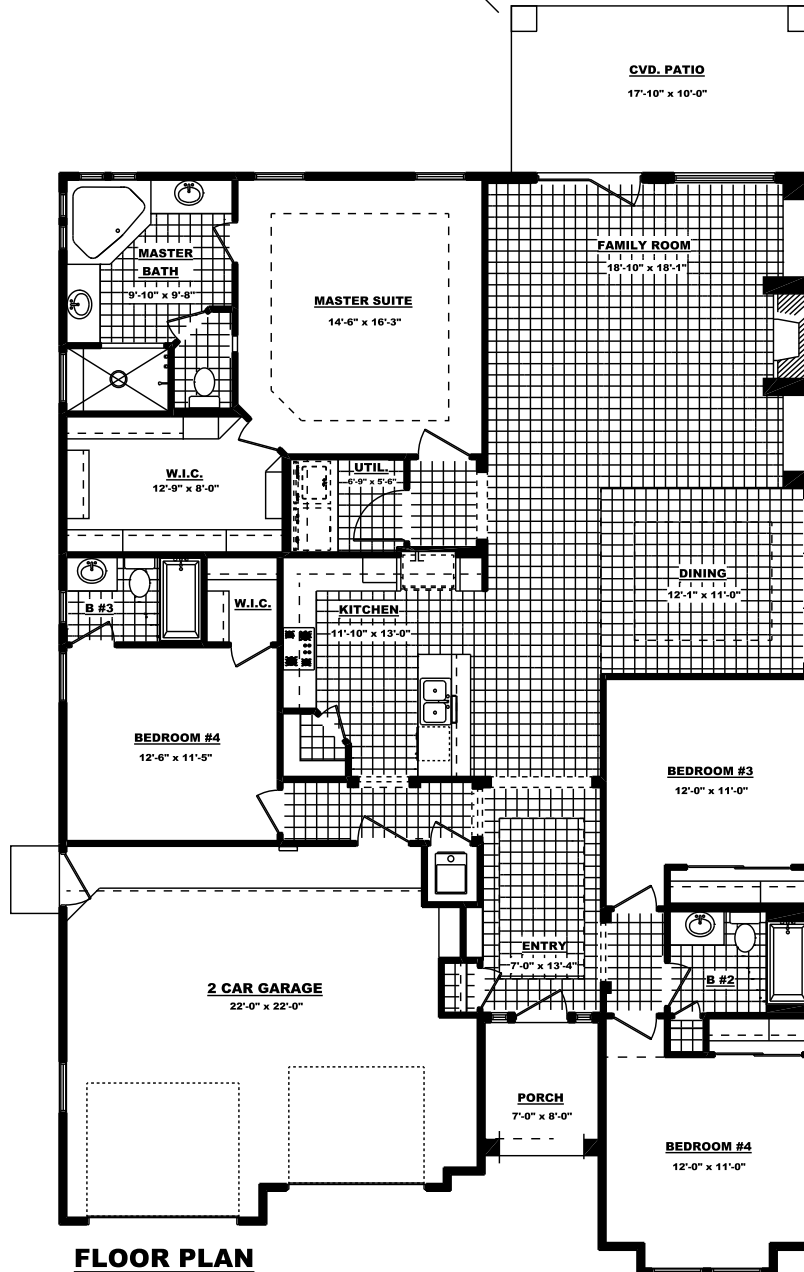 CVD. PATIO
17'-10" x 10'-0"
FAMILY ROOM
18'-10" x 18'-1"
MASTER
BATH
9'-10" x 9'-8"
MASTER SUITE
14'-6" x 16'-3"
W.I.C.
12'-9" x 8'-0"
UTIL.
6'-9" x 5'-6"
DINING
12'-1" x 11'-0"
B #3
W.I.C.
KITCHEN
11'-10" x 13'-0"
BEDROOM #4
12'-6" x 11'-5"
BEDROOM #3
12'-0" x 11'-0"
ENTRY
7'-0" x 13'-4"
B #2
2 CAR GARAGE
22'-0" x 22'-0"
PORCH
7'-0" x 8'-0"
BEDROOM #4
12'-0" x 11'-0"
FLOOR PLAN